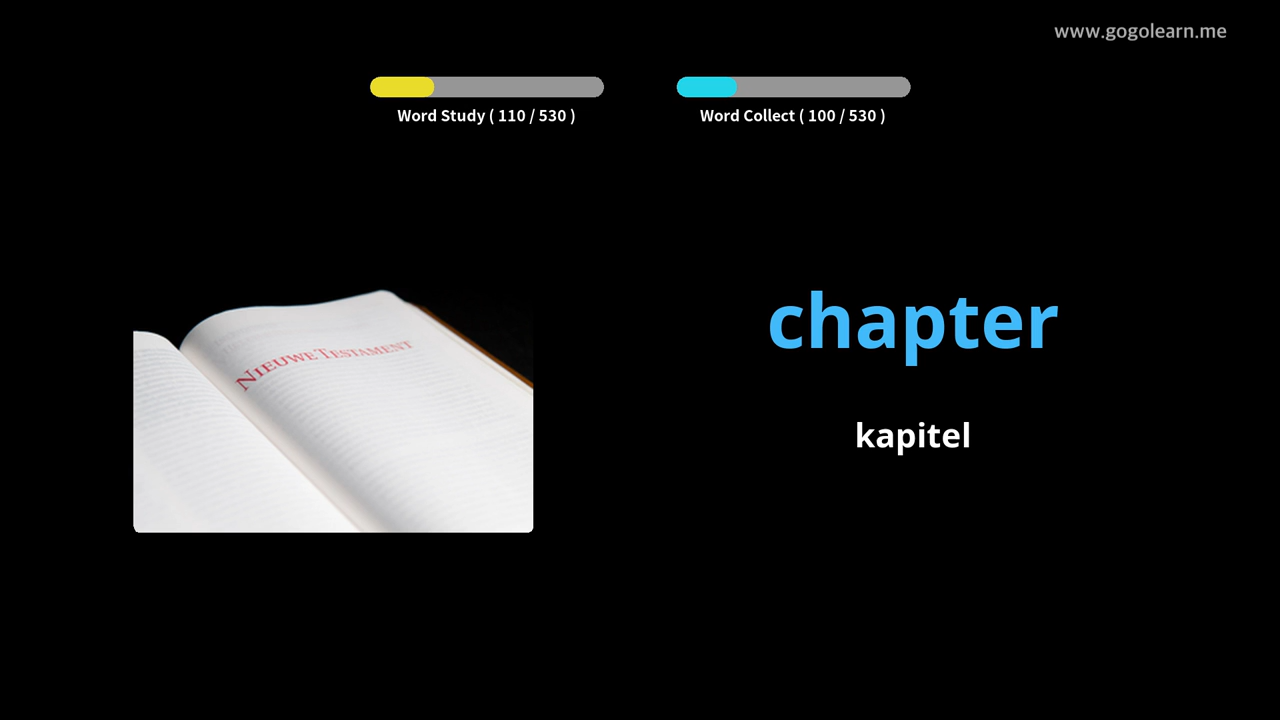 www.gogolearn.me
Word Study ( 110 / 530 )
Word Collect ( 100 / 530 )
NIEUWE TESTAMENT
chapter
kapitel